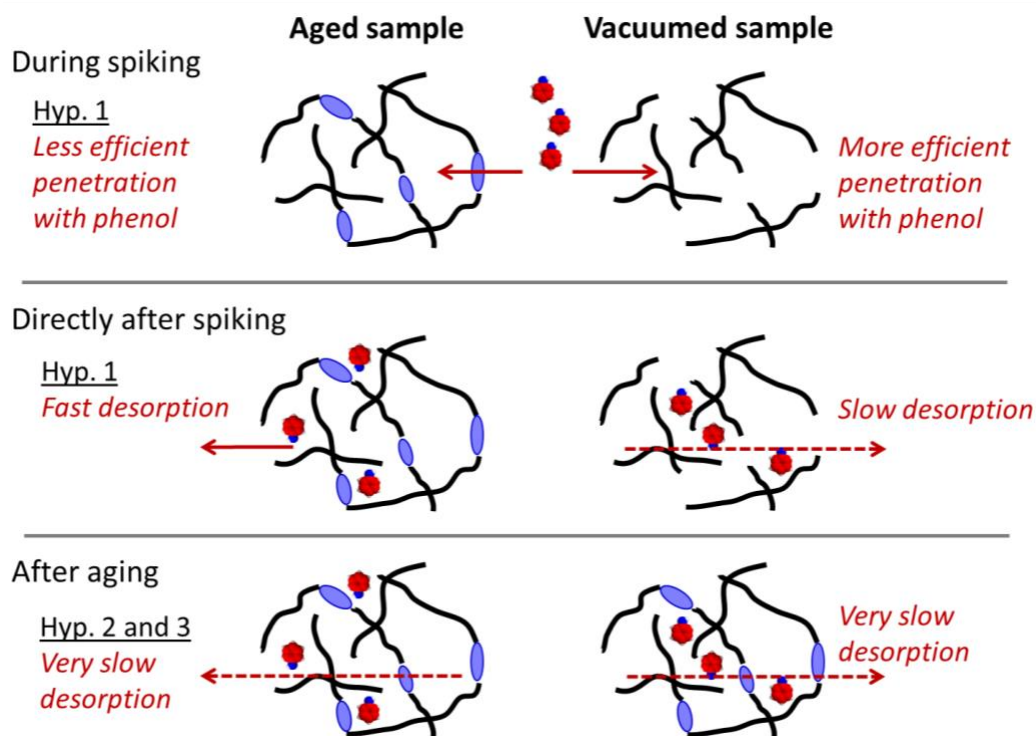 Aged sample
Vacuumed sample
During spiking
Hyp. 1
Less efficient
penetration
with phenol
More efficient
penetration
with phenol
Directly after spiking
Hyp. 1
Fast desorption
Slow desorption
After aging
Hyp. 2 and 3
Very slow
desorption
Very slow
desorption